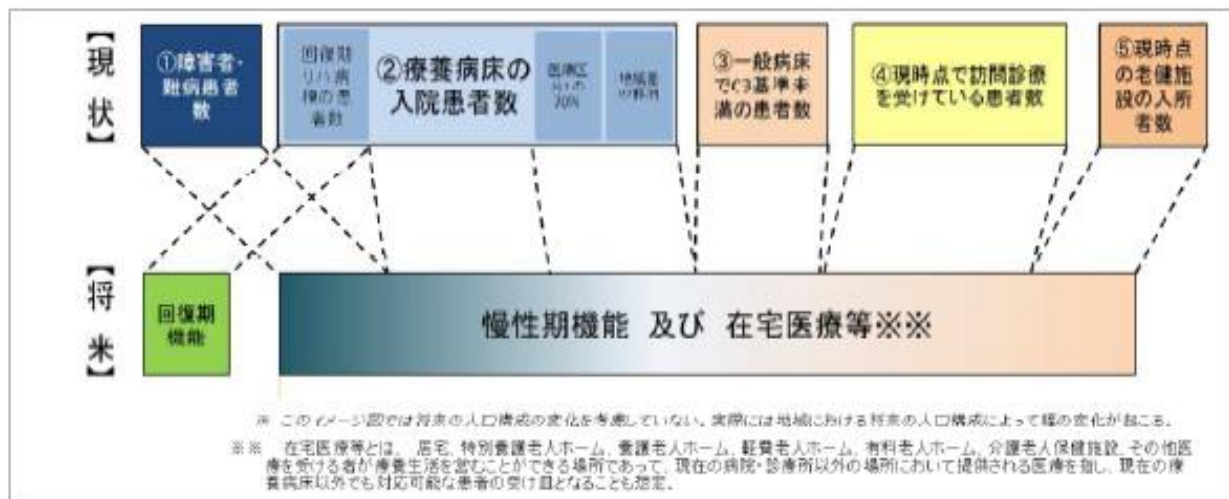 【現状】
①障害者・
難病患者
数
回復期
リハ病
棟の患
者数
②療養病床の
入院患者数
医療区
分1の
70%
地域差
の解消
③一般病床
でC3基準未
満の患者数
④現時点で訪問診療
を受けている患者数
⑤現時点
の老健施
設の入所
者数
【将来】
回復期
機能
慢性期機能 及び 在宅医療等※※
※ このイメージ図では将来の人口構成の変化を考慮していない。実際には地域における将来の人口構成によって幅の変化が起こる。
※※ 在宅医療等とは、居宅、特別養護老人ホーム、養護老人ホーム、軽費老人ホーム、有料老人ホーム、介護老人保健施設、その他医
療を受ける者が療養生活を営むことができる場所であって、現在の病院・診療所以外の場所において提供される医療を指し、現在の療
養病床以外でも対応可能な患者の受け皿となることも想定。